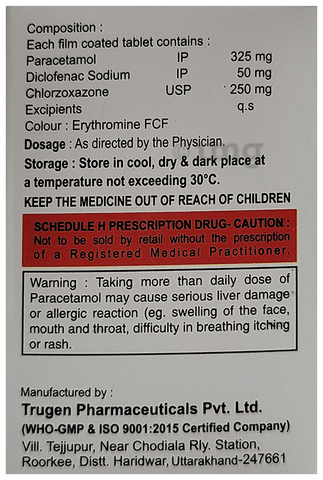 Composition :
Each film coated tablet contains :
Paracetamol IP 325 mg
Diclofenac Sodium IP 50 mg
Chlorzoxazone USP 250 mg
Excipients q.s
Colour : Erythromine FCF
Dosage : As directed by the Physician.
Storage : Store in cool, dry & dark place at
a temperature not exceeding 30°C.
KEEP THE MEDICINE OUT OF REACH OF CHILDREN
SCHEDULE H PRESCRIPTION DRUG- CAUTION :
Not to be sold by retail without the prescription
of a Registered Medical Practitioner.
Warning : Taking more than daily dose of
Paracetamol may cause serious liver damage
or allergic reaction (eg. swelling of the face,
mouth and throat, difficulty in breathing itching
or rash.
Manufactured by :
Trugen Pharmaceuticals Pvt. Ltd.
(WHO-GMP & ISO 9001:2015 Certified Company)
Vill. Tejjupur, Near Chodiala Rly. Station,
Roorkee, Distt. Haridwar, Uttarakhand-247661